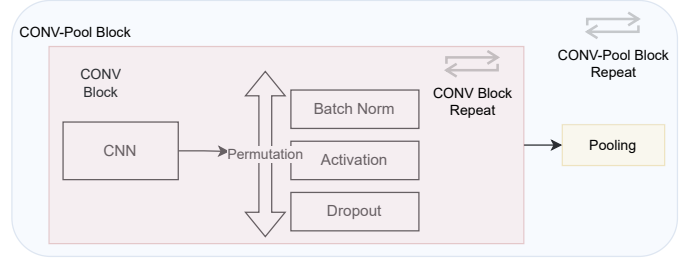 CONV-Pool Block
CONV-Pool Block
Repeat
CONV
Block
CONV Block
Repeat
CNN
Permutation
Batch Norm
Activation
Dropout
Pooling